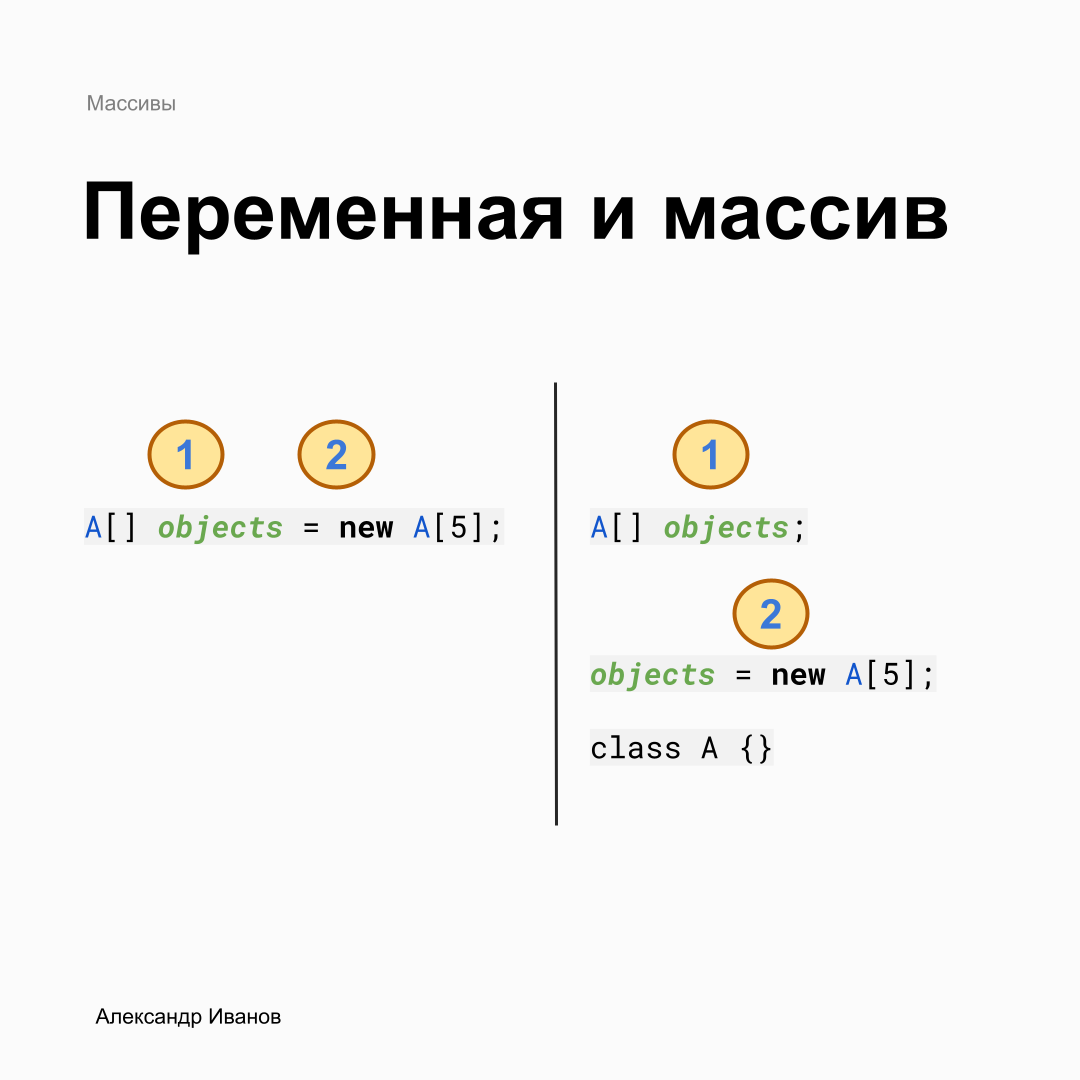 Массивы
Переменная и массив
1 2
A[] objects = new A[5];
1
A[] objects;
2
objects = new A[5];
class A {}
Александр Иванов